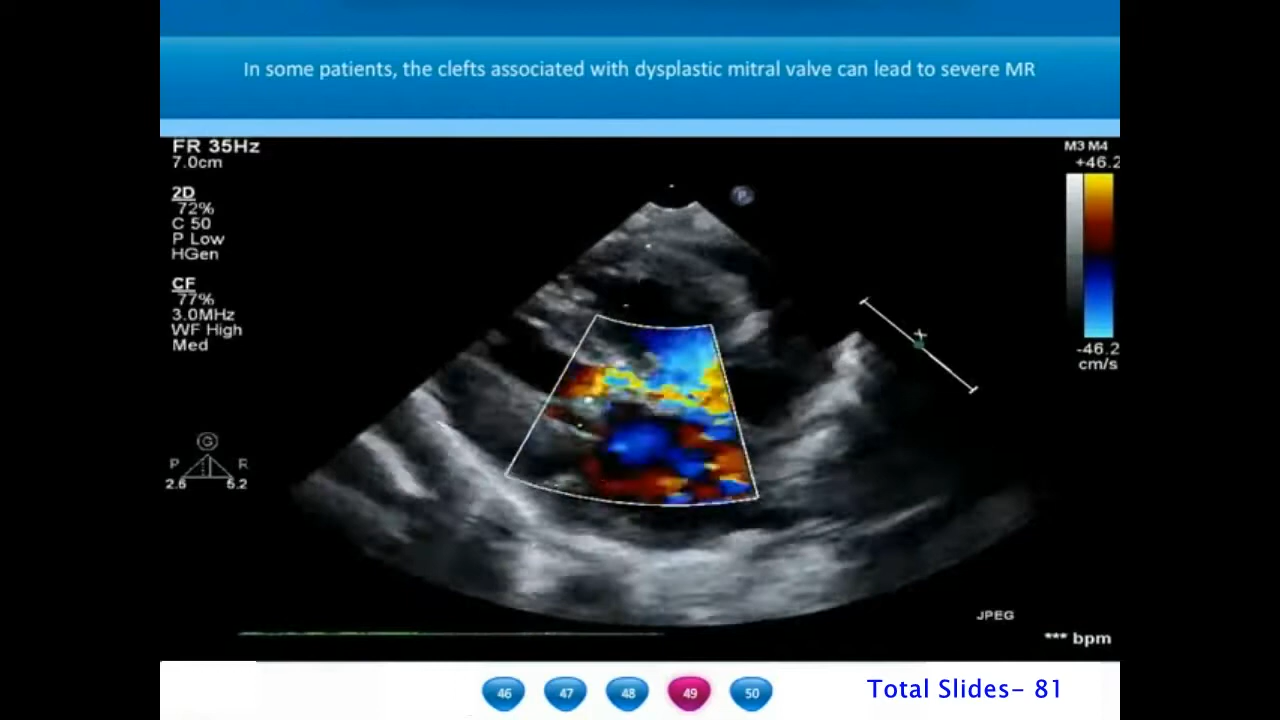 In some patients, the clefts associated with dysplastic mitral valve can lead to severe MR
FR 35Hz
7.0cm
2D
72%
C 50
P Low
HGen
CF
77%
3.0MHz
WF High
Med
M3 M4
+46.2
-46.2
cm/s
P
x
G
P R
2.6 5.2
JPEG
*** bpm
46 47 48 49 50
Total Slides- 81